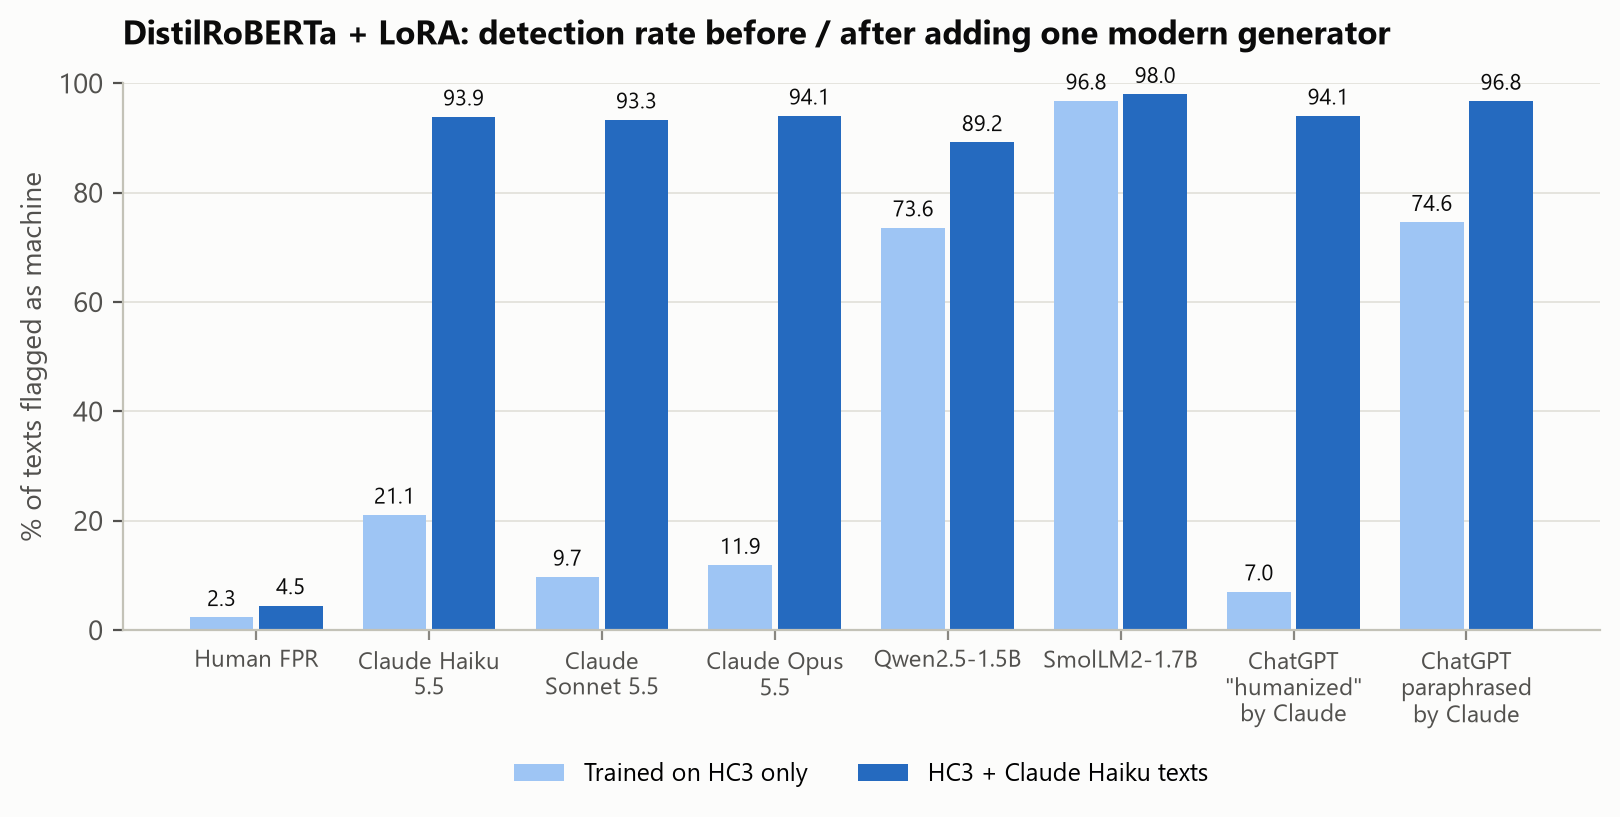 DistilRoBERTa + LoRA: detection rate before / after adding one modern generator
% of texts flagged as machine
100
80
60
40
20
0
2.3
4.5
21.1
93.9
9.7
93.3
11.9
94.1
73.6
89.2
96.8
98.0
7.0
94.1
74.6
96.8
Human FPR
Claude Haiku
5.5
Claude
Sonnet 5.5
Claude Opus
5.5
Qwen2.5-1.5B
SmolLM2-1.7B
ChatGPT
"humanized"
by Claude
ChatGPT
paraphrased
by Claude
Trained on HC3 only
HC3 + Claude Haiku texts